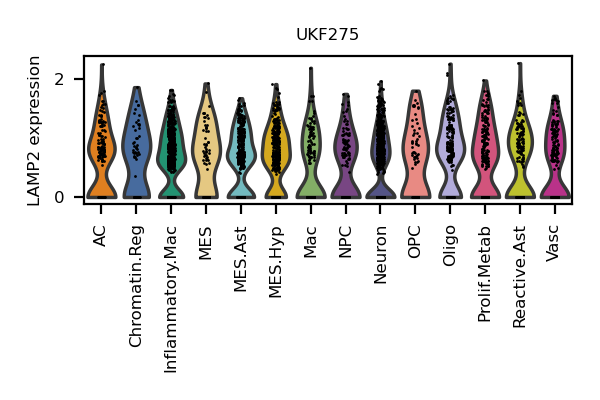 UKF275
LAMP2 expression
2
0
AC
Chromatin.Reg
Inflammatory.Mac
MES
MES.Ast
MES.Hyp
Mac
NPC
Neuron
OPC
Oligo
Prolif.Metab
Reactive.Ast
Vasc